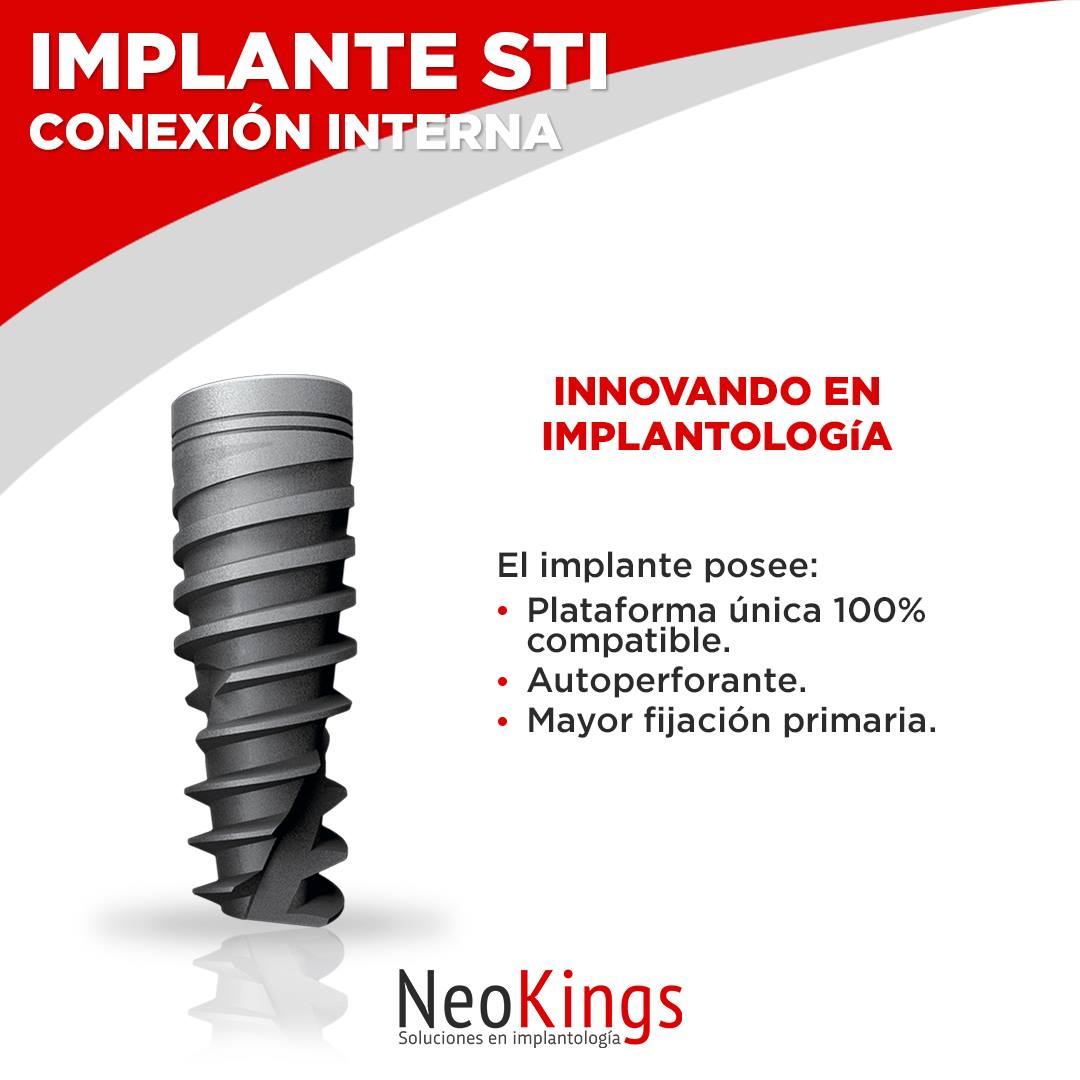 IMPLANTE STI
CONEXIÓN INTERNA
INNOVANDO EN
IMPLANTOLOGíA
El implante posee:
• Plataforma única 100%
compatible.
• Autoperforante.
• Mayor fijación primaria.
NeoKings
Soluciones en implantología